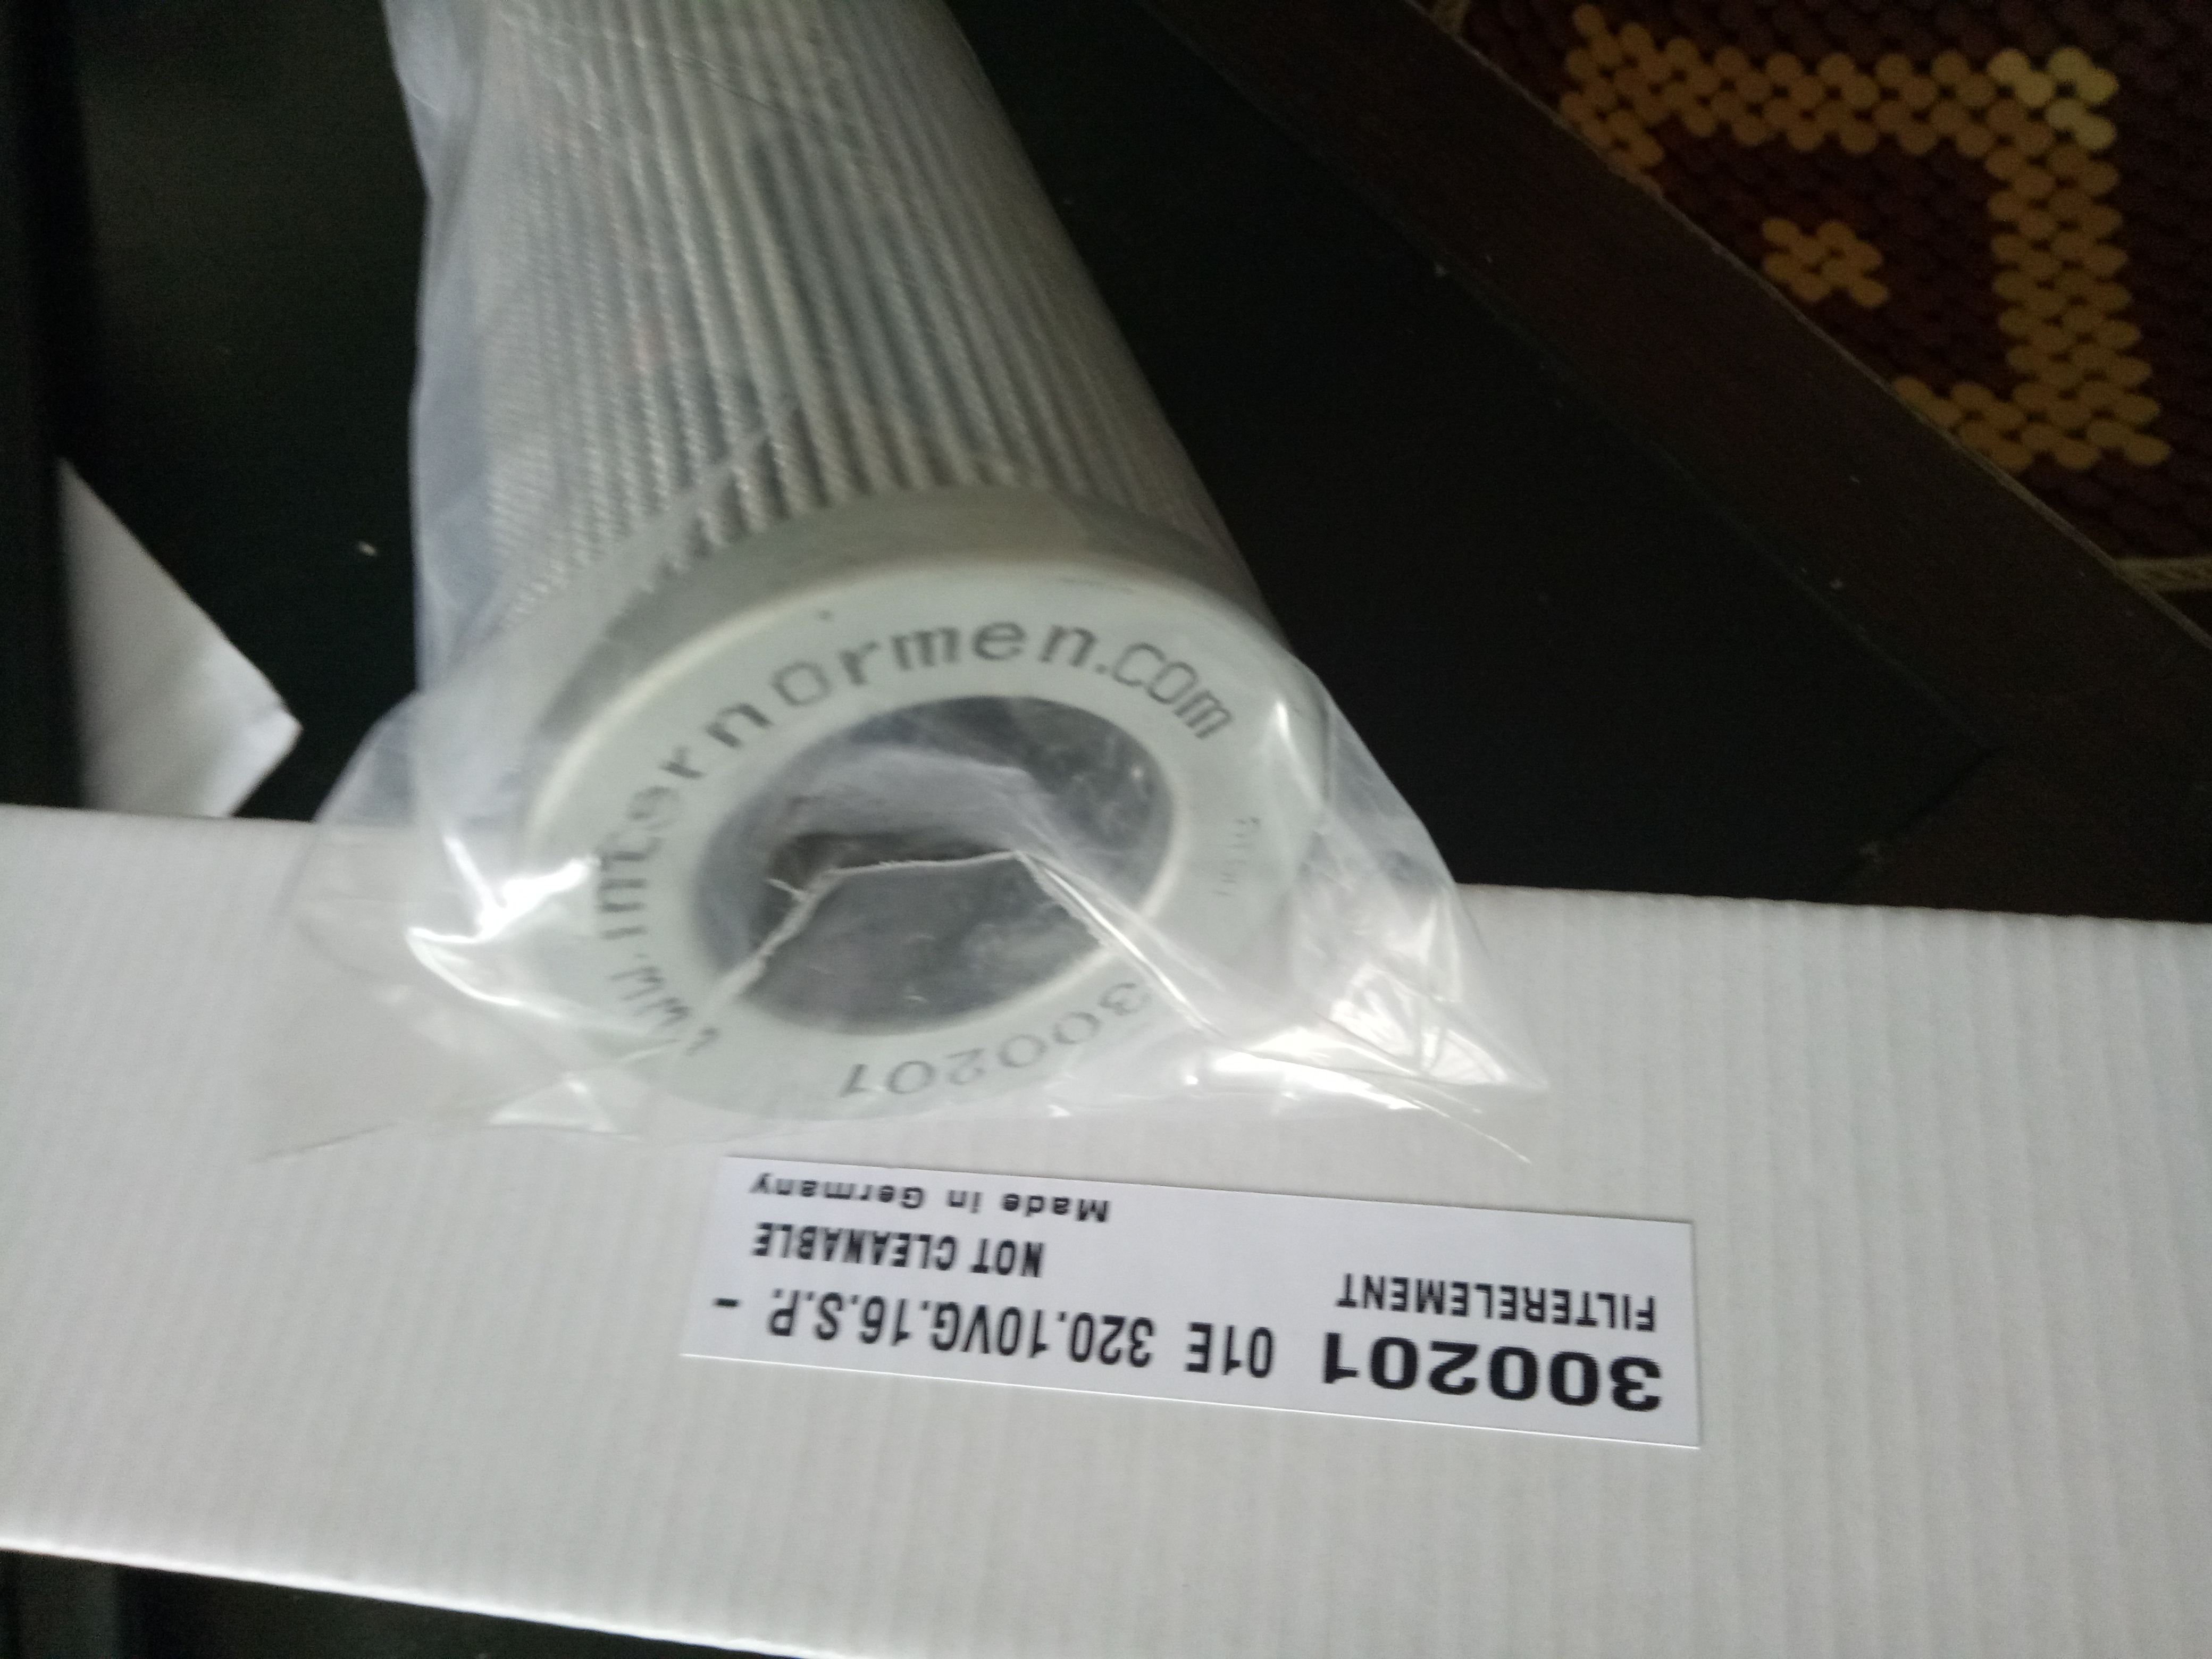 www.internormen.com
300201
300201 01E 320.10VG.16.S.P. -
FILTERELEMENT NOT CLEANABLE
Made in Germany